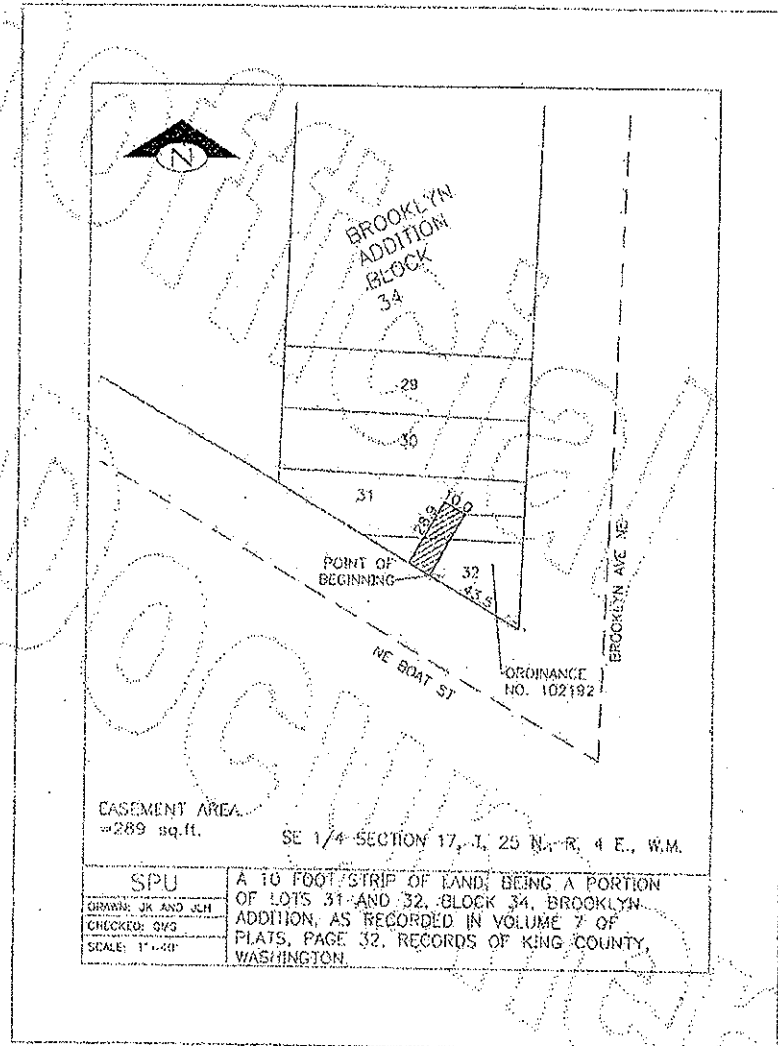 N
BROOKLYN
ADDITION
BLOCK
34
29
30
31
10.0
28.9
POINT OF
BEGINNING
32
43.5
BROOKLYN AVE NE
NE BOAT ST
ORDINANCE
NO. 102192
EASEMENT AREA
=289 sq.ft.
SE 1/4 SECTION 17, T. 25 N., R. 4 E., W.M.
SPU
DRAWN: JK AND JLH
CHECKED:
SCALE: 1"=40'
A 10 FOOT STRIP OF LAND, BEING A PORTION
OF LOTS 31 AND 32, BLOCK 34, BROOKLYN
ADDITION, AS RECORDED IN VOLUME 7 OF
PLATS, PAGE 32, RECORDS OF KING COUNTY,
WASHINGTON.
Unofficial
Document